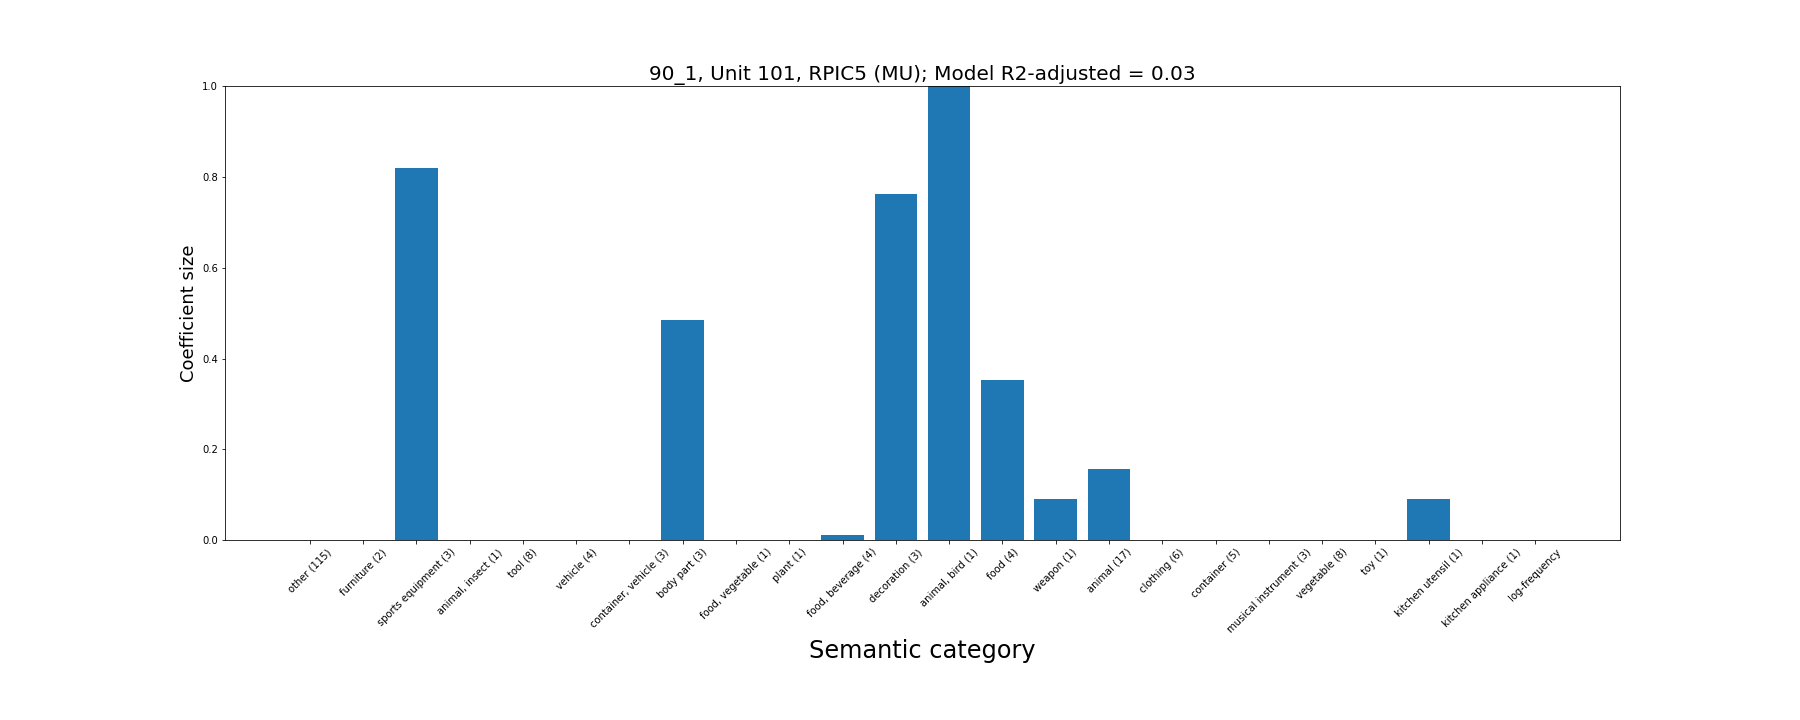 90_1, Unit 101, RPIC5 (MU); Model R2-adjusted = 0.03
Coefficient size
1.0
0.8
0.6
0.4
0.2
0.0
other (115)
furniture (2)
sports equipment (3)
animal, insect (1)
tool (8)
vehicle (4)
container, vehicle (3)
body part (3)
food, vegetable (1)
plant (1)
food, beverage (4)
decoration (3)
animal, bird (1)
food (4)
weapon (1)
animal (17)
clothing (6)
container (5)
musical instrument (3)
vegetable (8)
toy (1)
kitchen utensil (1)
kitchen appliance (1)
log-frequency
Semantic category